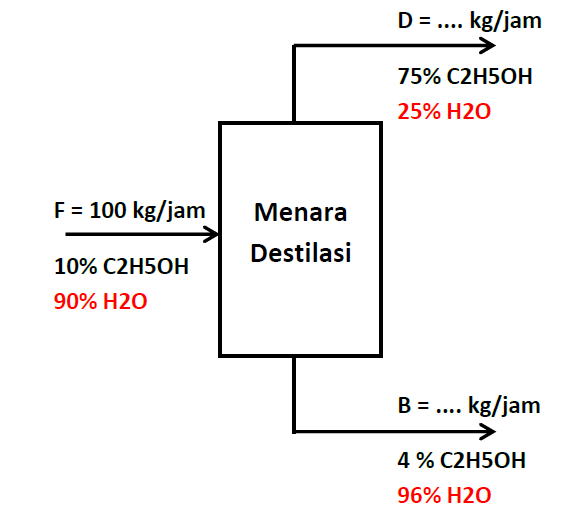 D = .... kg/jam
75% C2H5OH
25% H2O
F = 100 kg/jam
10% C2H5OH
90% H2O
Menara
Destilasi
B = .... kg/jam
4 % C2H5OH
96% H2O